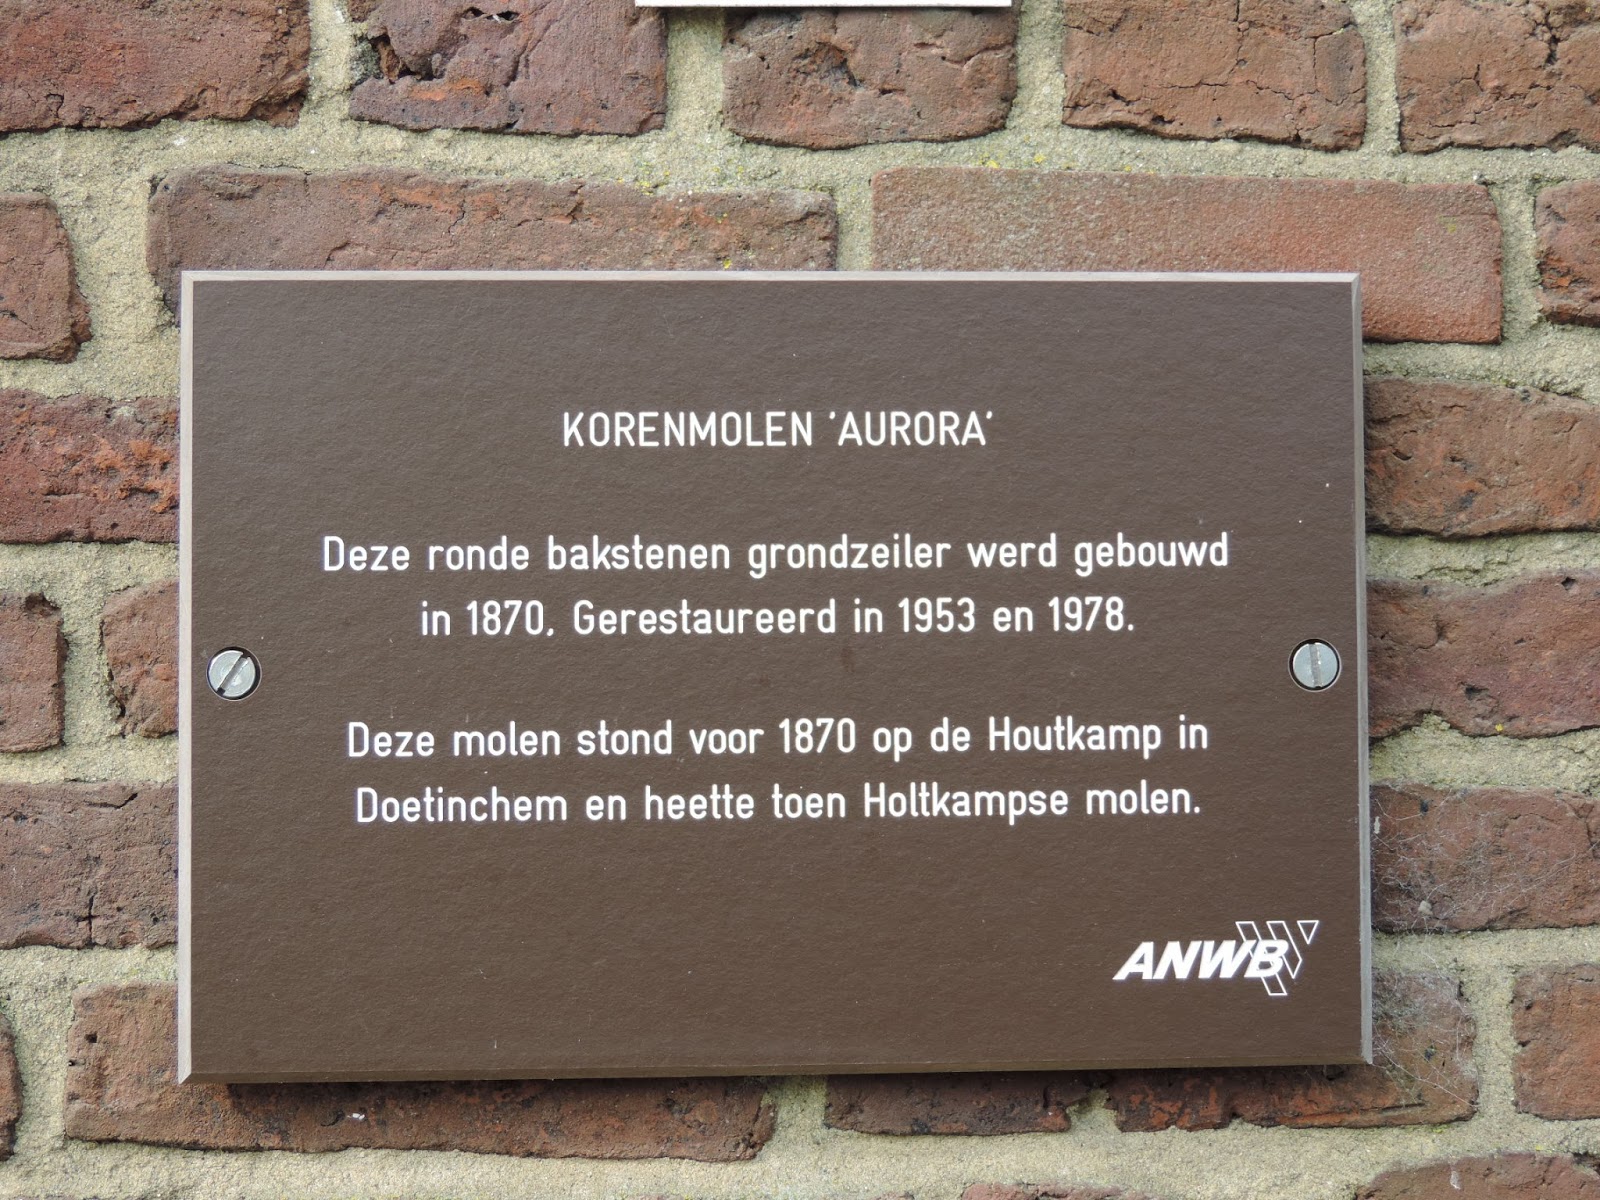 KORENMOLEN 'AURORA'
Deze ronde bakstenen grondzeiler werd gebouwd
in 1870. Gerestaureerd in 1953 en 1978.
Deze molen stond voor 1870 op de Houtkamp in
Doetinchem en heette toen Holtkampse molen.
ANWB